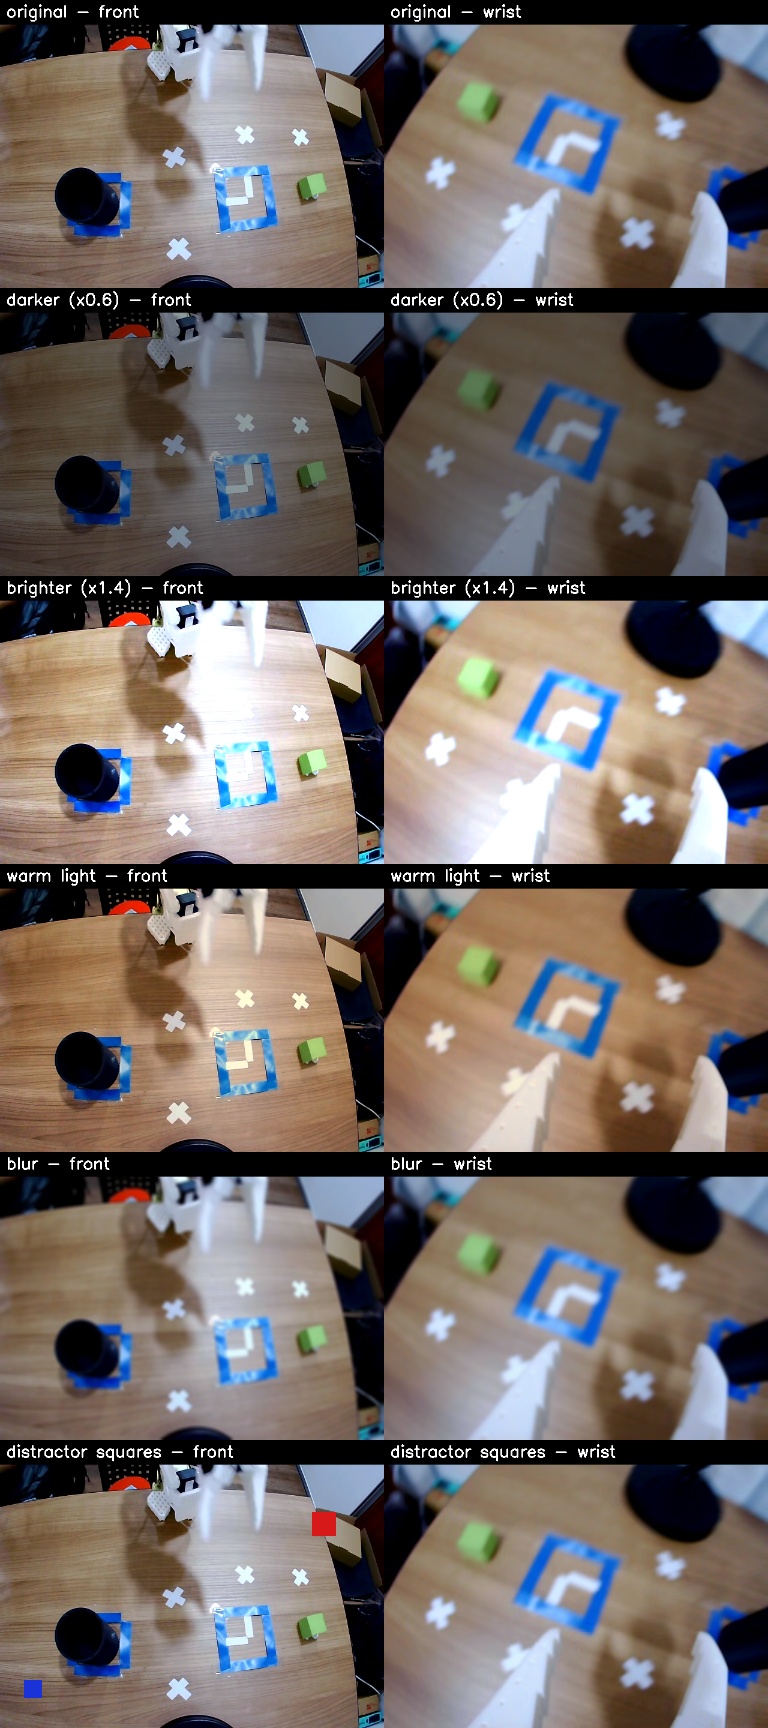 original - front
original - wrist
darker (x0.6) - front
darker (x0.6) - wrist
brighter (x1.4) - front
brighter (x1.4) - wrist
warm light - front
warm light - wrist
blur - front
blur - wrist
distractor squares - front
distractor squares - wrist